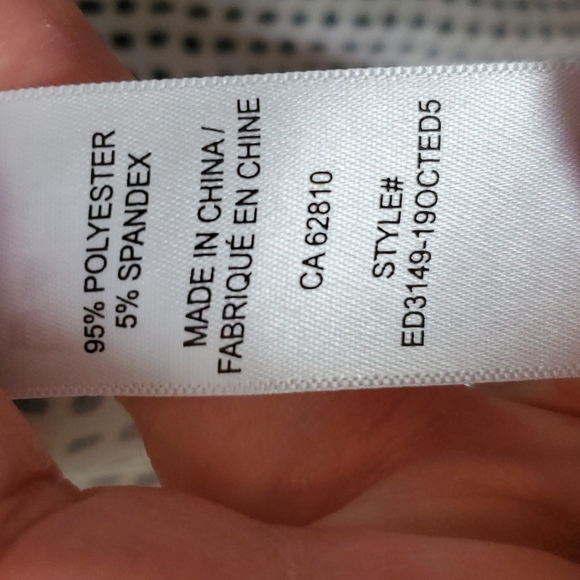 95% POLYESTER
5% SPANDEX
MADE IN CHINA /
FABRIQUÉ EN CHINE
CA 62810
STYLE#
ED3149-19OCTED5